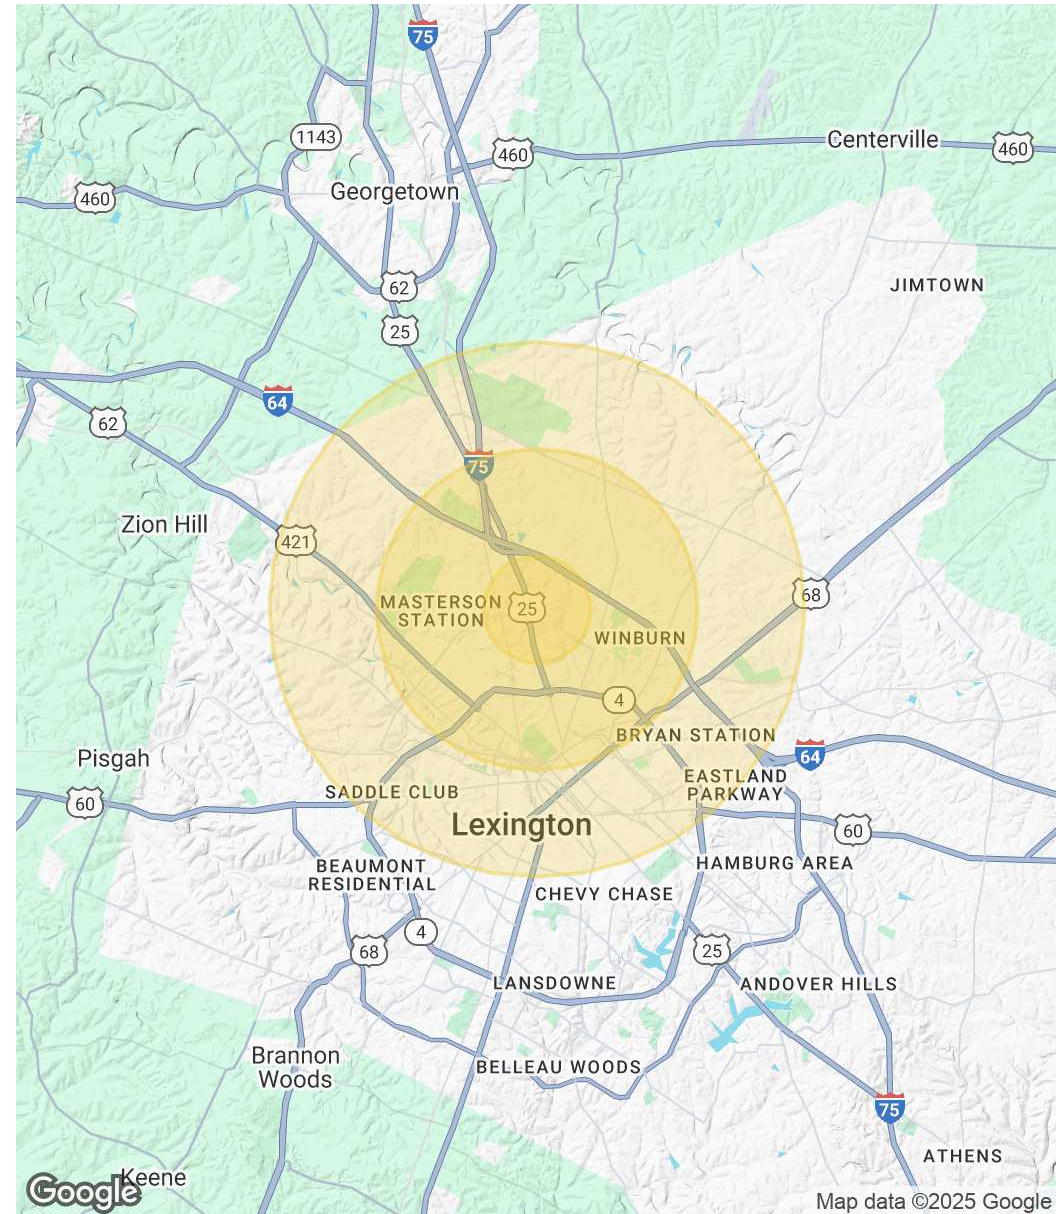 75
1143
460
Centerville
460
460
Georgetown
62
25
JIMTOWN
64
62
75
Zion Hill
421
68
MASTERSON
STATION
25
WINBURN
4
BRYAN STATION
Pisgah
64
EASTLAND
PARKWAY
SADDLE CLUB
60
Lexington
60
HAMBURG AREA
BEAUMONT
RESIDENTIAL
CHEVY CHASE
4
68
25
LANSDOWNE
ANDOVER HILLS
Brannon
Woods
BELLEAU WOODS
75
ATHENS
Keene
Google
Map data ©2025 Google